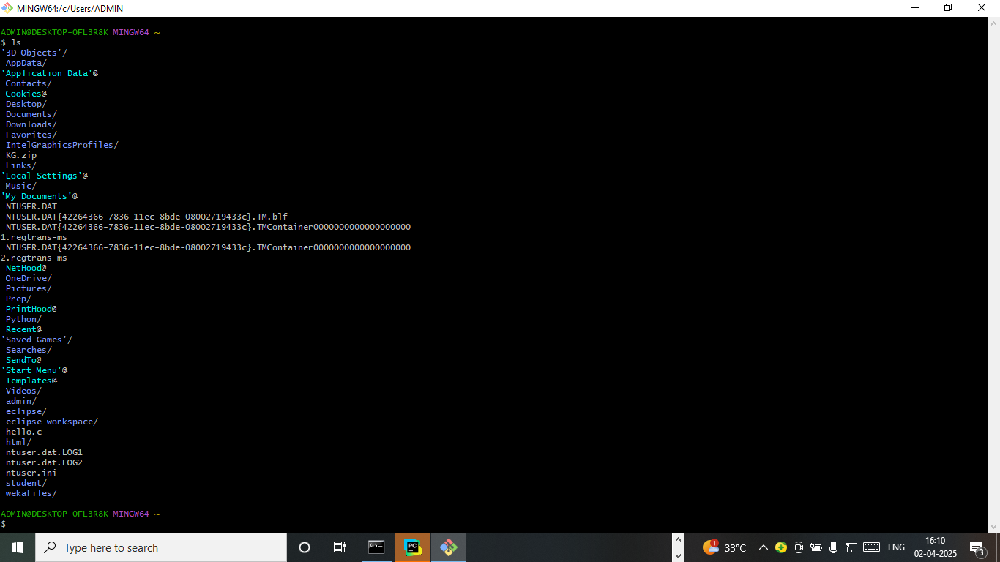 MINGW64:/c/Users/ADMIN
ADMIN@DESKTOP-OFL3R8K MINGW64 ~
$ ls
'3D Objects'/
AppData/
'Application Data'@
Contacts/
Cookies@
Desktop/
Documents/
Downloads/
Favorites/
IntelGraphicsProfiles/
KG.zip
Links/
'Local Settings'@
Music/
'My Documents'@
NTUSER.DAT
NTUSER.DAT{42264366-7836-11ec-8bde-08002719433c}.TM.blf
NTUSER.DAT{42264366-7836-11ec-8bde-08002719433c}.TMContainer0000000000000000000
1.regtrans-ms
NTUSER.DAT{42264366-7836-11ec-8bde-08002719433c}.TMContainer0000000000000000000
2.regtrans-ms
NetHood@
OneDrive/
Pictures/
Prep/
PrintHood@
Python/
Recent@
'Saved Games'/
Searches/
SendTo@
'Start Menu'@
Templates@
Videos/
admin/
eclipse/
eclipse-workspace/
hello.c
html/
ntuser.dat.LOG1
ntuser.dat.LOG2
ntuser.ini
student/
wekafiles/
ADMIN@DESKTOP-OFL3R8K MINGW64 ~
$
Type here to search
PC
1
33°C
ENG
16:10
02-04-2025
3